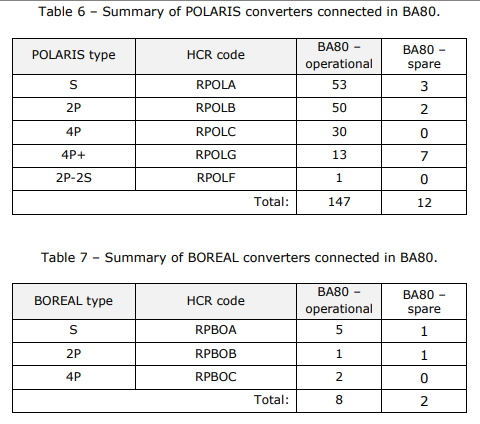 Table 6 – Summary of POLARIS converters connected in BA80.
POLARIS type HCR code BA80 – operational BA80 – spare
S RPOLA 53 3
2P RPOLB 50 2
4P RPOLC 30 0
4P+ RPOLG 13 7
2P-2S RPOLF 1 0
Total: 147 12
Table 7 – Summary of BOREAL converters connected in BA80.
BOREAL type HCR code BA80 – operational BA80 – spare
S RPBOA 5 1
2P RPBOB 1 1
4P RPBOC 2 0
Total: 8 2